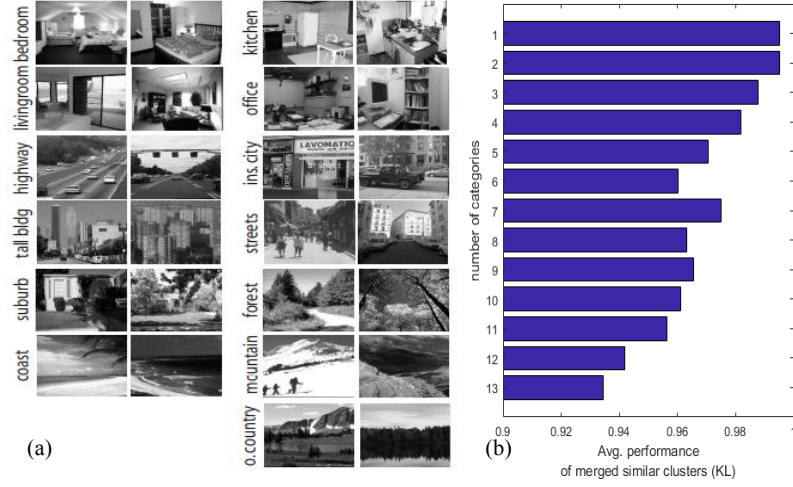 bedroom
livingroom
highway
tall bldg
suburb
coast
kitchen
office
ins.city
streets
forest
mountain
o.country
LAVOMATIC
(a)
number of categories
1
2
3
4
5
6
7
8
9
10
11
12
13
0.9 0.92 0.94 0.96 0.98 1
Avg. performance
of merged similar clusters (KL)
(b)